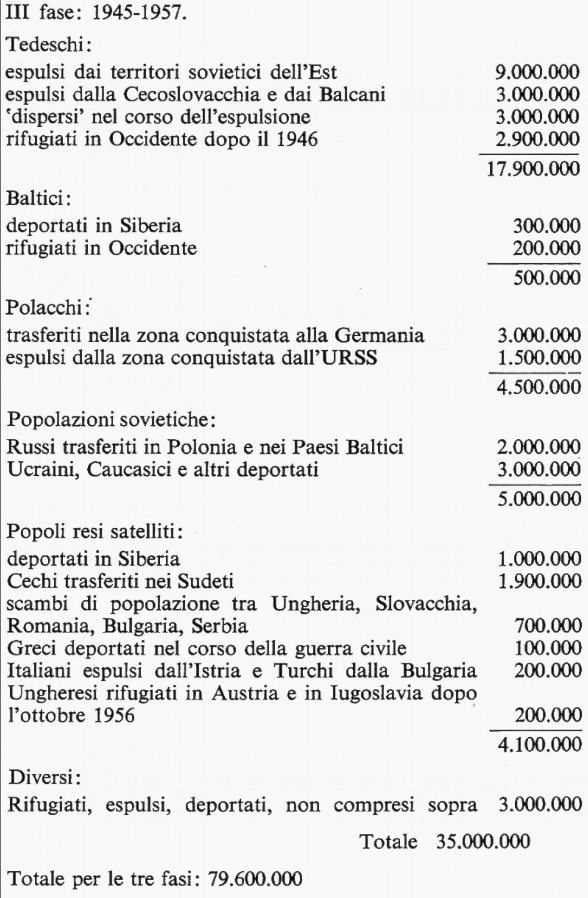 III fase: 1945-1957.
Tedeschi:
espulsi dai territori sovietici dell'Est 9.000.000
espulsi dalla Cecoslovacchia e dai Balcani 3.000.000
'dispersi' nel corso dell'espulsione 3.000.000
rifugiati in Occidente dopo il 1946 2.900.000
17.900.000
Baltici:
deportati in Siberia 300.000
rifugiati in Occidente 200.000
500.000
Polacchi:
trasferiti nella zona conquistata alla Germania 3.000.000
espulsi dalla zona conquistata dall'URSS 1.500.000
4.500.000
Popolazioni sovietiche:
Russi trasferiti in Polonia e nei Paesi Baltici 2.000.000
Ucraini, Caucasici e altri deportati 3.000.000
5.000.000
Popoli resi satelliti:
deportati in Siberia 1.000.000
Cechi trasferiti nei Sudeti 1.900.000
scambi di popolazione tra Ungheria, Slovacchia,
Romania, Bulgaria, Serbia 700.000
Greci deportati nel corso della guerra civile 100.000
Italiani espulsi dall'Istria e Turchi dalla Bulgaria 200.000
Ungheresi rifugiati in Austria e in Iugoslavia dopo
l'ottobre 1956 200.000
4.100.000
Diversi:
Rifugiati, espulsi, deportati, non compresi sopra 3.000.000
Totale 35.000.000
Totale per le tre fasi: 79.600.000